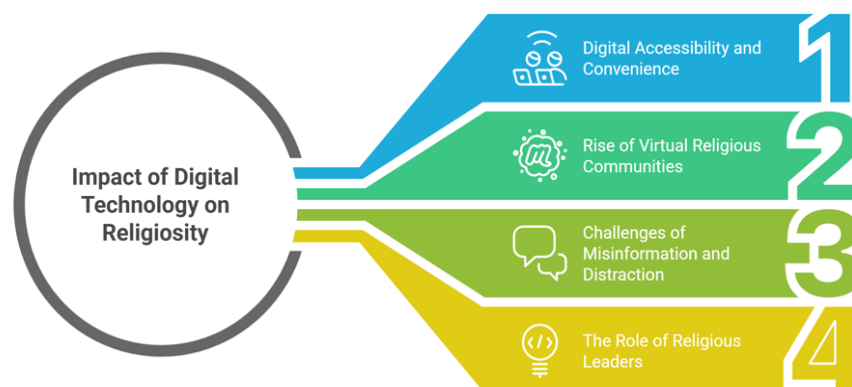 Impact of Digital
Technology on
Religiosity
Digital Accessibility and
Convenience
1
Rise of Virtual Religious
Communities
2
Challenges of
Misinformation and
Distraction
3
The Role of Religious
Leaders
4